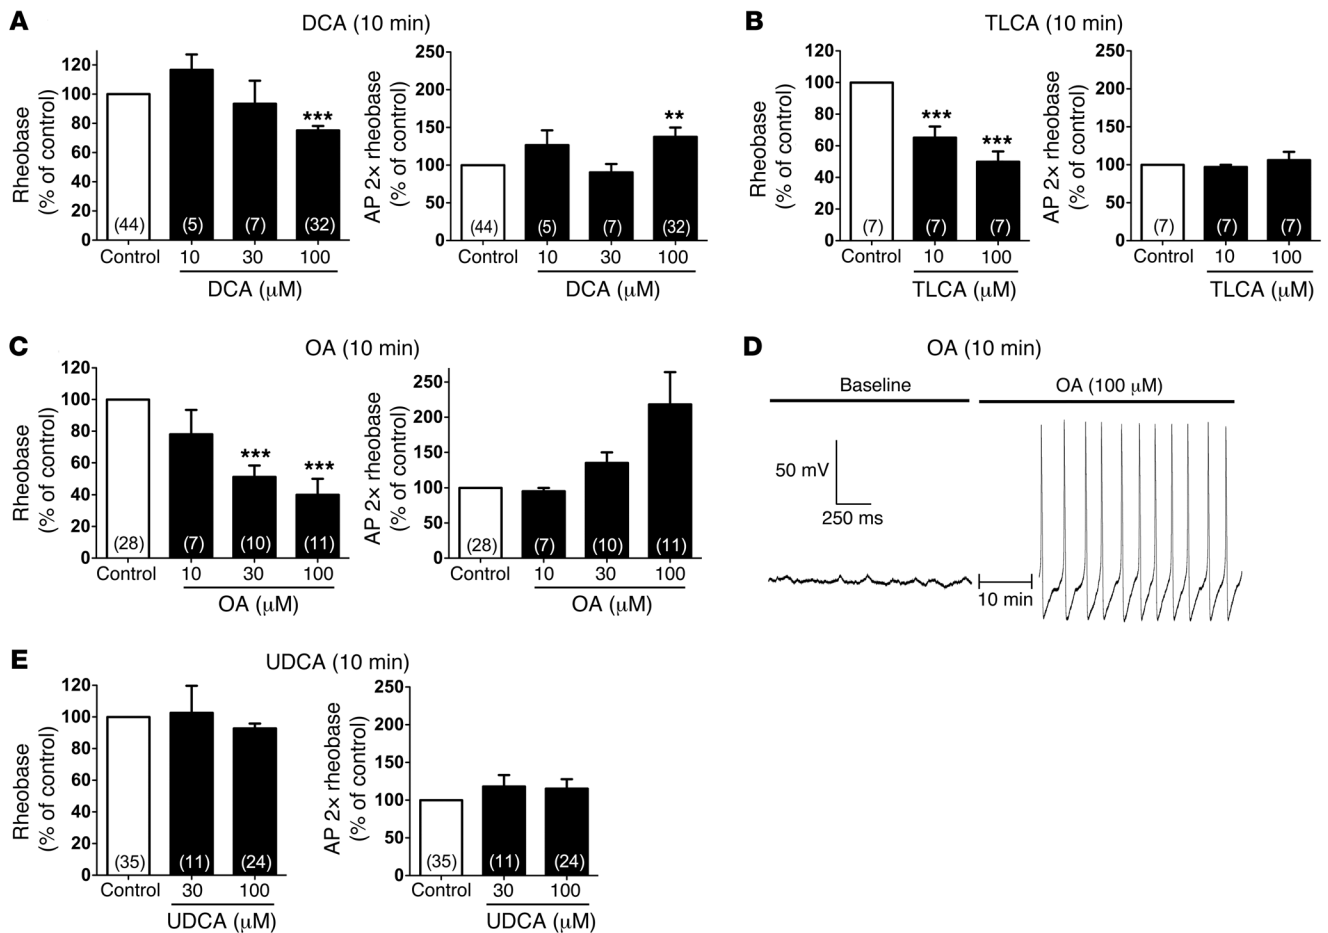 A
DCA (10 min)
Rheobase
(% of control)
120
100
80
60
40
20
0
***
(44)
(5)
(7)
(32)
Control
10
30
100
DCA (μM)
AP 2× rheobase
(% of control)
250
200
150
100
50
0
**
(44)
(5)
(7)
(32)
Control
10
30
100
DCA (μM)
B
TLCA (10 min)
Rheobase
(% of control)
120
100
80
60
40
20
0
***
***
(7)
(7)
(7)
Control
10
100
TLCA (μM)
AP 2× rheobase
(% of control)
250
200
150
100
50
0
(7)
(7)
(7)
Control
10
100
TLCA (μM)
C
OA (10 min)
Rheobase
(% of control)
120
100
80
60
40
20
0
***
***
(28)
(7)
(10)
(11)
Control
10
30
100
OA (μM)
AP 2× rheobase
(% of control)
250
200
150
100
50
0
(28)
(7)
(10)
(11)
Control
10
30
100
OA (μM)
D
OA (10 min)
Baseline
OA (100 μM)
50 mV
250 ms
10 min
E
UDCA (10 min)
Rheobase
(% of control)
120
100
80
60
40
20
0
(35)
(11)
(24)
Control
30
100
UDCA (μM)
AP 2× rheobase
(% of control)
250
200
150
100
50
0
(35)
(11)
(24)
Control
30
100
UDCA (μM)